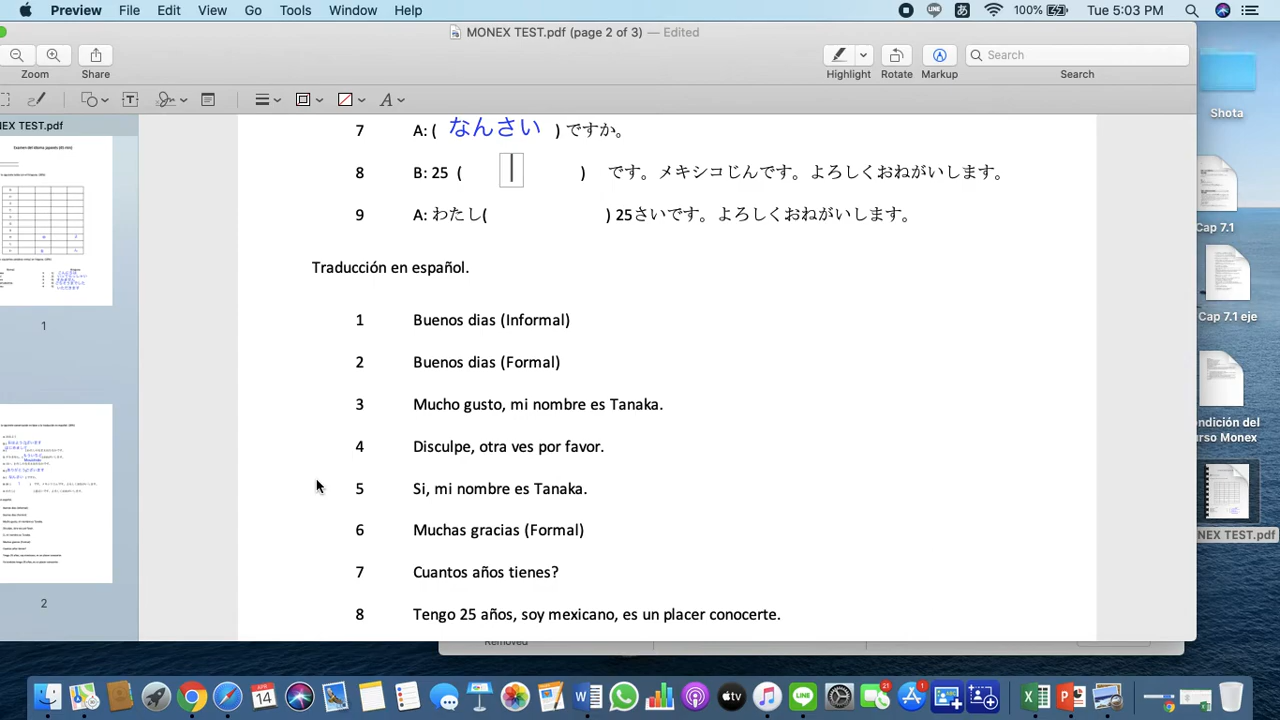 Preview File Edit View Go Tools Window Help 100% Tue 5:03 PM
MONEX TEST.pdf (page 2 of 3) — Edited
Zoom Share Highlight Rotate Markup Search
Search
EX TEST.pdf
7 A: ( なんさい ) ですか。
8 B: 25 ( ) です。メキシコじんです。よろしくおねがいします。
9 A: わたし( ) 25さいです。よろしくおねがいします。
Traducción en español.
1 Buenos dias (Informal)
2 Buenos dias (Formal)
3 Mucho gusto, mi nombre es Tanaka.
4 Disculpe, otra ves por favor.
5 Si, mi nombre es Tanaka.
6 Muchas gracias (Formal)
7 Cuantos años tienes?
8 Tengo 25 años, soy mexicano, es un placer conocerte.
1
2
Shota
Cap 7.1
Cap 7.1 eje
ndición del
urso Monex
NEX TEST.pdf
Removed
APR
14
21
1